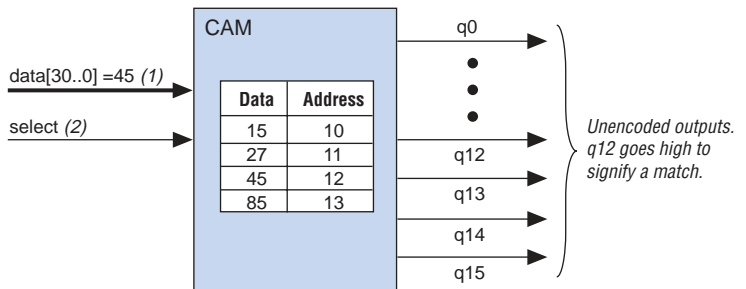 CAM
q0
data[30..0] =45 (1)
select (2)
Data Address
15 10
27 11
45 12
85 13
q12
q13
q14
q15
Unencoded outputs.
q12 goes high to
signify a match.